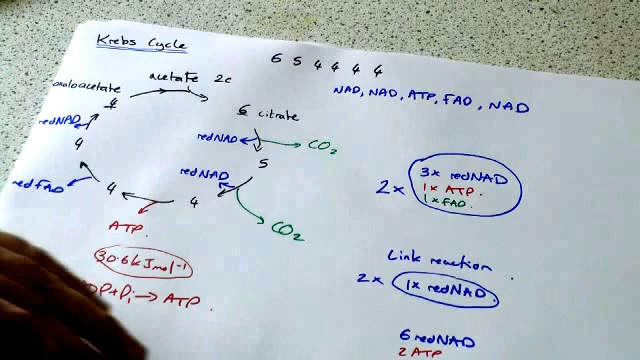 Krebs Cycle
6 5 4 4 4 4
acetate 2c
NAD, NAD, ATP, FAD, NAD
oxaloacetate
4
6 citrate
redNAD
redNAD
CO2
4
5
3x redNAD
2x
1x ATP.
1x FAD.
redNAD
redFAD
4
4
CO2
ATP.
Link reaction
30.6kJmol-1
2x 1x redNAD
DP+Pi → ATP
6 redNAD
2 ATP